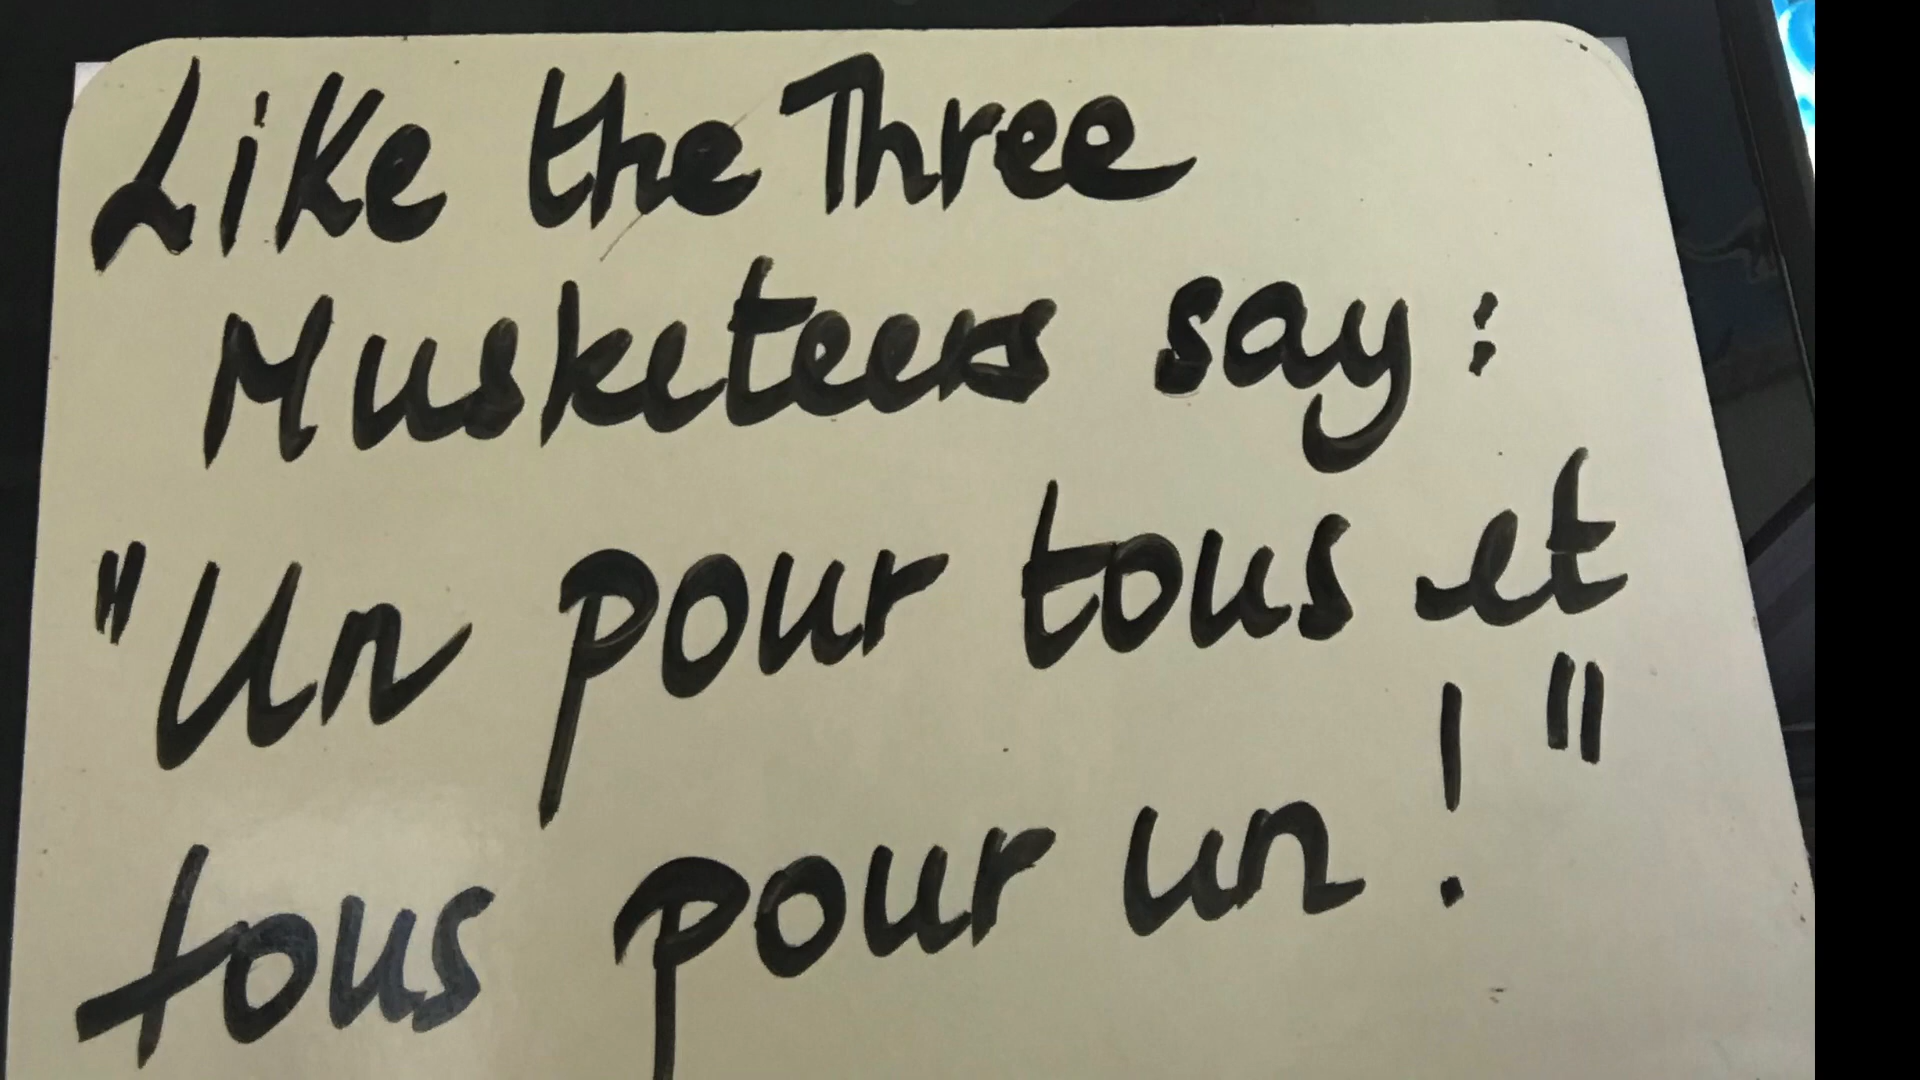 Like the Three
Musketeers say:
"Un pour tous et
tous pour un!"